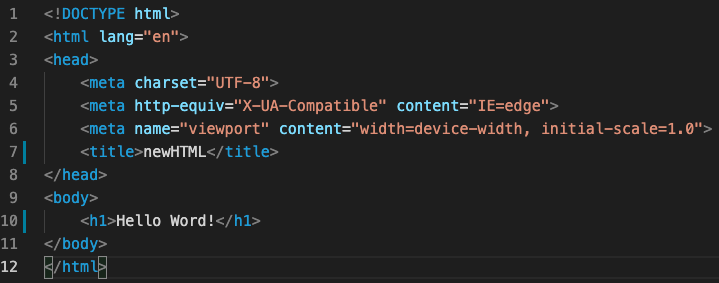 1 <!DOCTYPE html>
2 <html lang="en">
3 <head>
4     <meta charset="UTF-8">
5     <meta http-equiv="X-UA-Compatible" content="IE=edge">
6     <meta name="viewport" content="width=device-width, initial-scale=1.0">
7     <title>newHTML</title>
8 </head>
9 <body>
10     <h1>Hello Word!</h1>
11 </body>
12 </html>